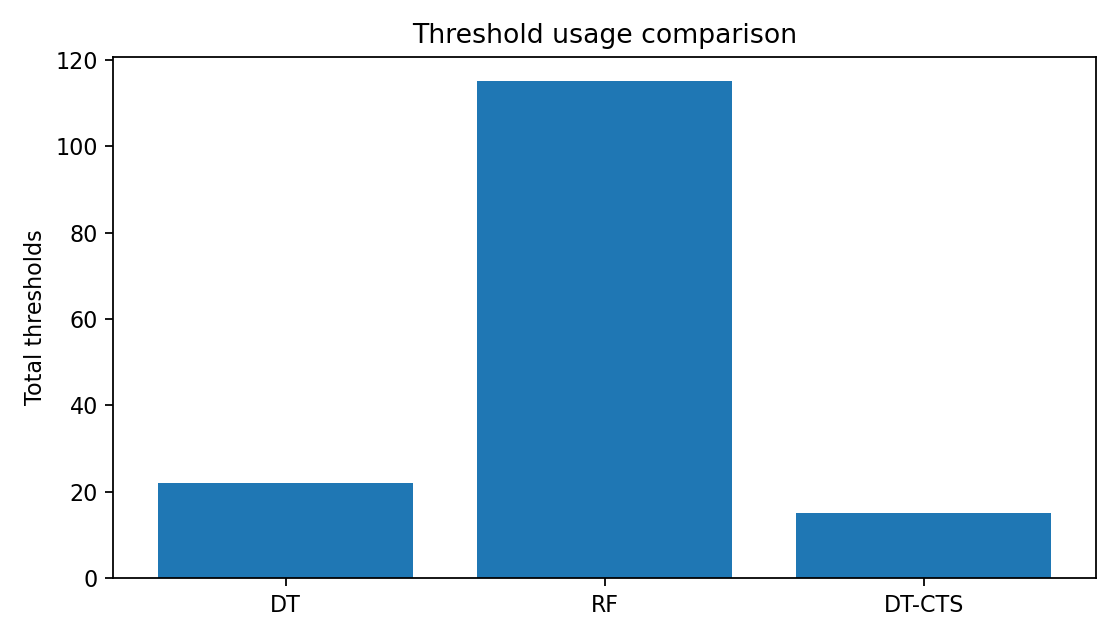 Threshold usage comparison
Total thresholds
120
100
80
60
40
20
0
DT
RF
DT-CTS